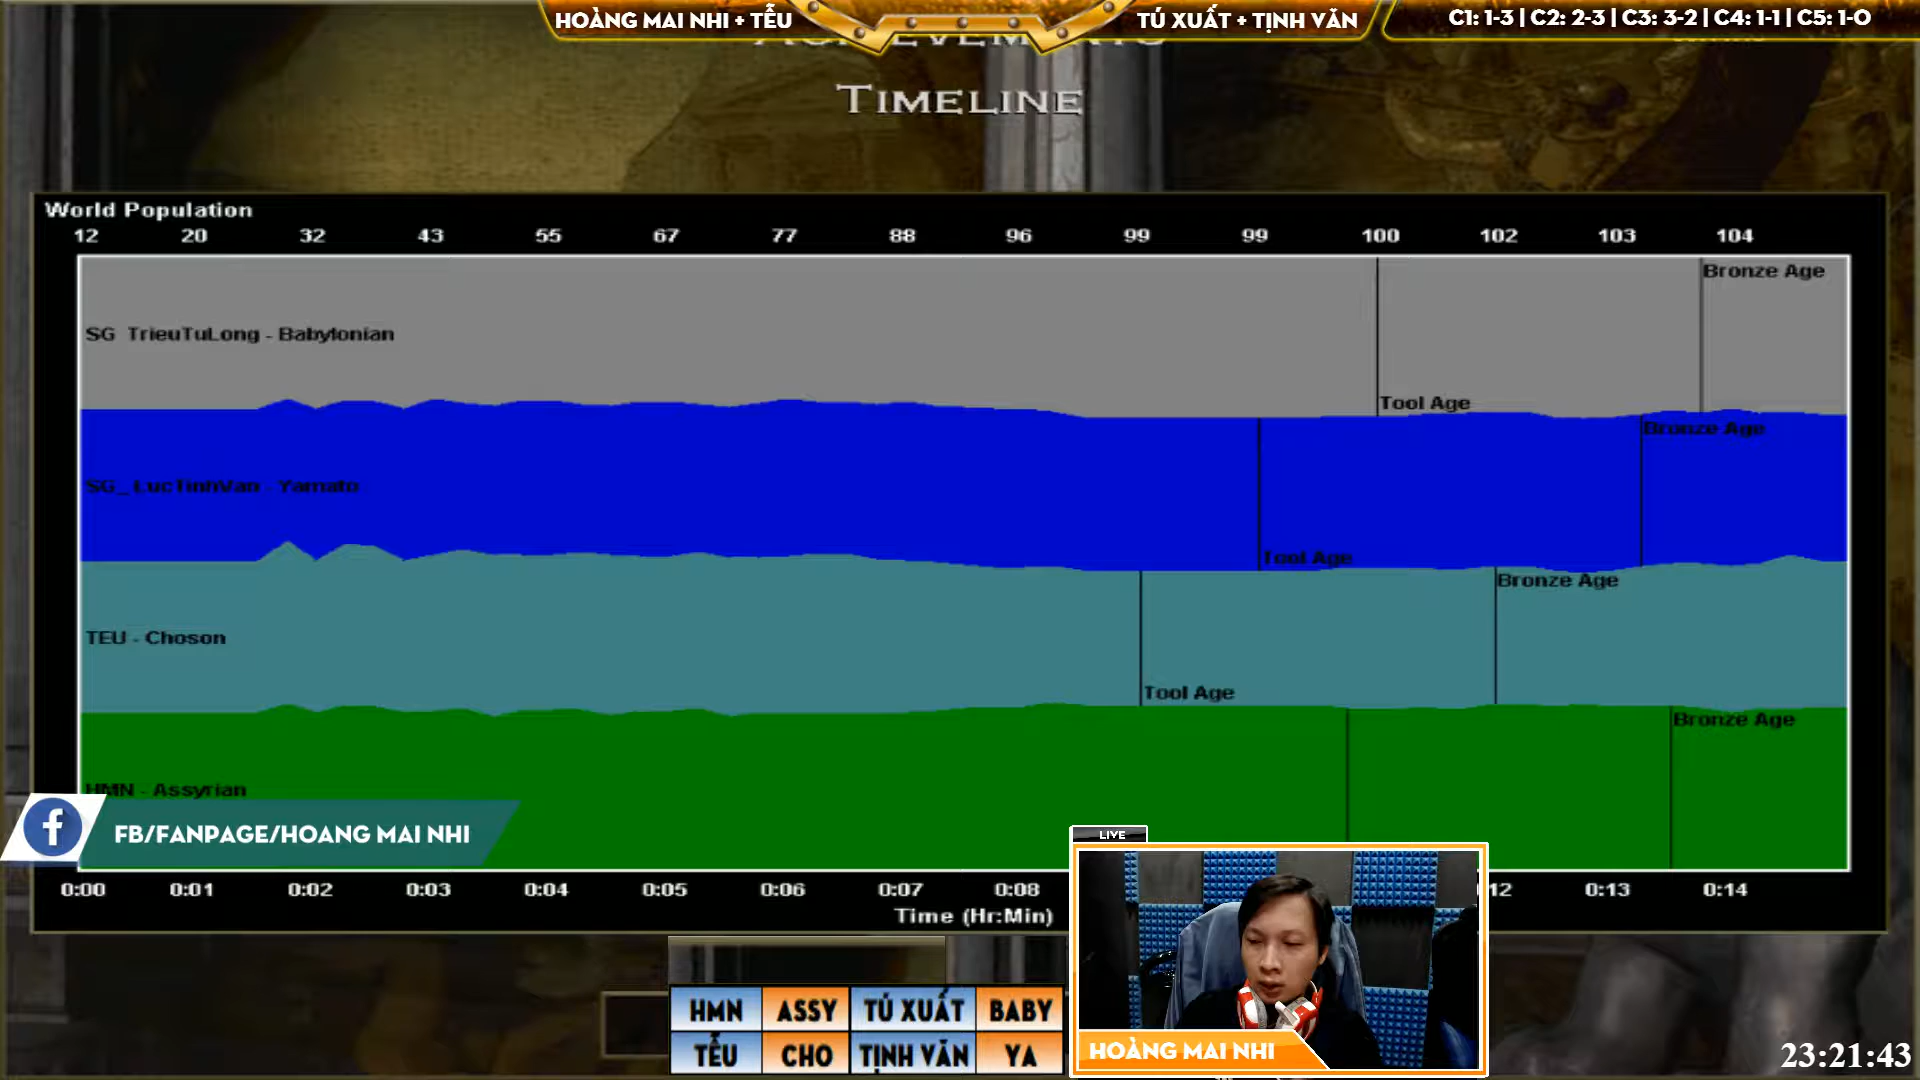 HOÀNG MAI NHI + TỄU
TÚ XUẤT + TỊNH VĂN
C1: 1-3 | C2: 2-3 | C3: 3-2 | C4: 1-1 | C5: 1-0
ACHIEVEMENTS
TIMELINE
World Population
12 20 32 43 55 67 77 88 96 99 99 100 102 103 104
Bronze Age
SG TrieuTuLong - Babylonian
Tool Age
Bronze Age
SG_LucTinhVan - Yamato
Tool Age
Bronze Age
TEU - Choson
Tool Age
Bronze Age
HMN - Assyrian
FB/FANPAGE/HOANG MAI NHI
LIVE
0:00 0:01 0:02 0:03 0:04 0:05 0:06 0:07 0:08 12 0:13 0:14
Time (Hr:Min)
HMN ASSY TÚ XUẤT BABY
TỄU CHO TỊNH VĂN YA
HOÀNG MAI NHI
23:21:43